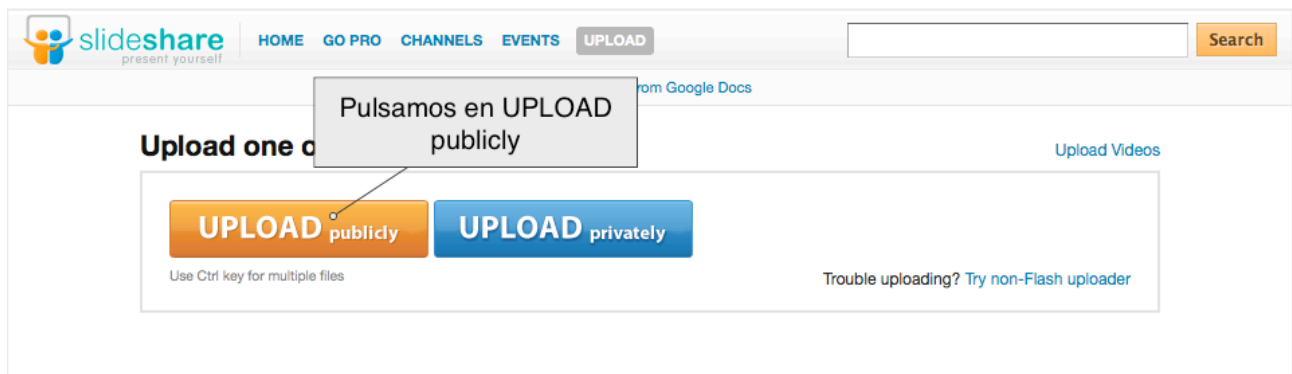 slideshare
present yourself
HOME GO PRO CHANNELS EVENTS UPLOAD
Search
from Google Docs
Pulsamos en UPLOAD
publicly
Upload one
Upload Videos
UPLOAD publicly
UPLOAD privately
Use Ctrl key for multiple files
Trouble uploading? Try non-Flash uploader